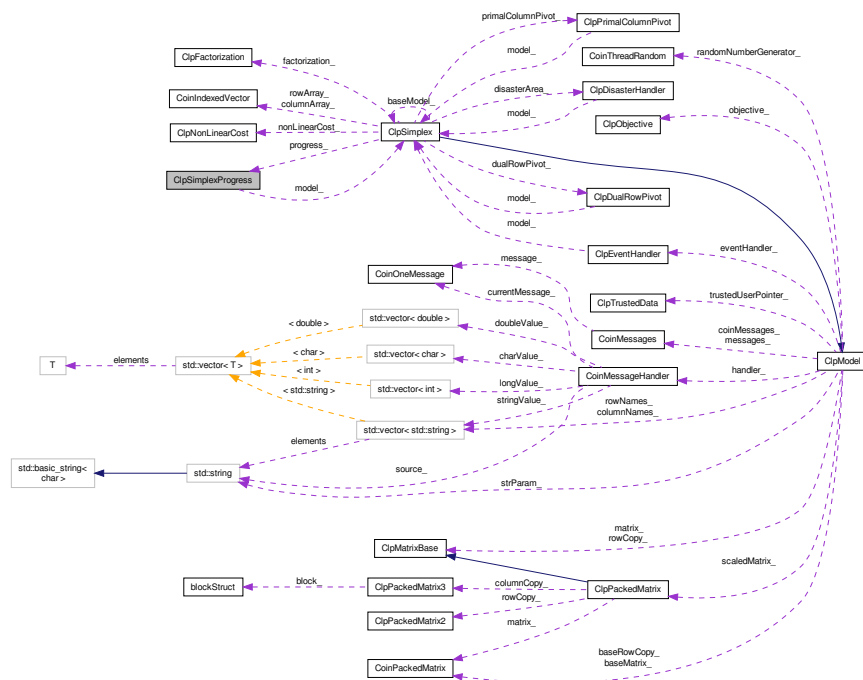 primalColumnPivot_
ClpPrimalColumnPivot
randomNumberGenerator_
ClpFactorization
factorization_
model_
CoinThreadRandom
CoinIndexedVector
rowArray_
columnArray_
baseModel_
disasterArea_
ClpDisasterHandler
objective_
model_
ClpObjective
ClpNonLinearCost
nonLinearCost_
ClpSimplex
progress_
ClpSimplexProgress
model_
dualRowPivot_
model_
ClpDualRowPivot
model_
ClpEventHandler
eventHandler_
message_
CoinOneMessage
currentMessage_
ClpTrustedData
trustedUserPointer_
< double >
std::vector< double >
doubleValue_
CoinMessages
coinMessages_
messages_
T
elements
std::vector< T >
< char >
std::vector< char >
charValue_
ClpModel
< int >
std::vector< int >
longValue_
CoinMessageHandler
handler_
< std::string >
stringValue_
rowNames_
columnNames_
std::vector< std::string >
elements
std::basic_string<
char >
std::string
source_
strParam_
ClpMatrixBase
matrix_
rowCopy_
scaledMatrix_
blockStruct
block_
ClpPackedMatrix3
columnCopy_
rowCopy_
ClpPackedMatrix
ClpPackedMatrix2
matrix_
CoinPackedMatrix
baseRowCopy_
baseMatrix_